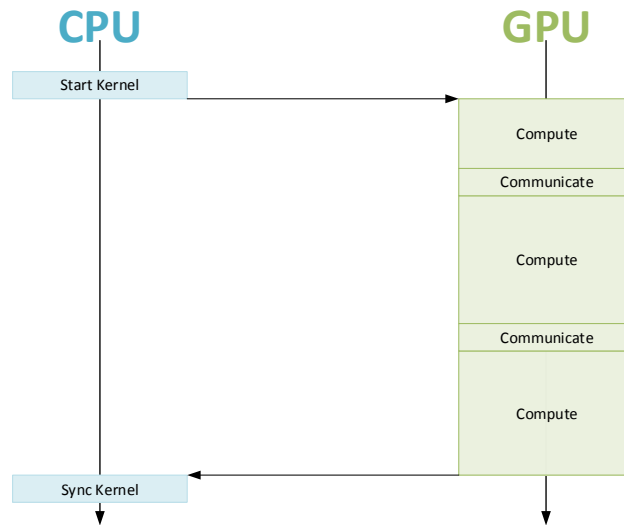 CPU
GPU
Start Kernel
Compute
Communicate
Compute
Communicate
Compute
Sync Kernel